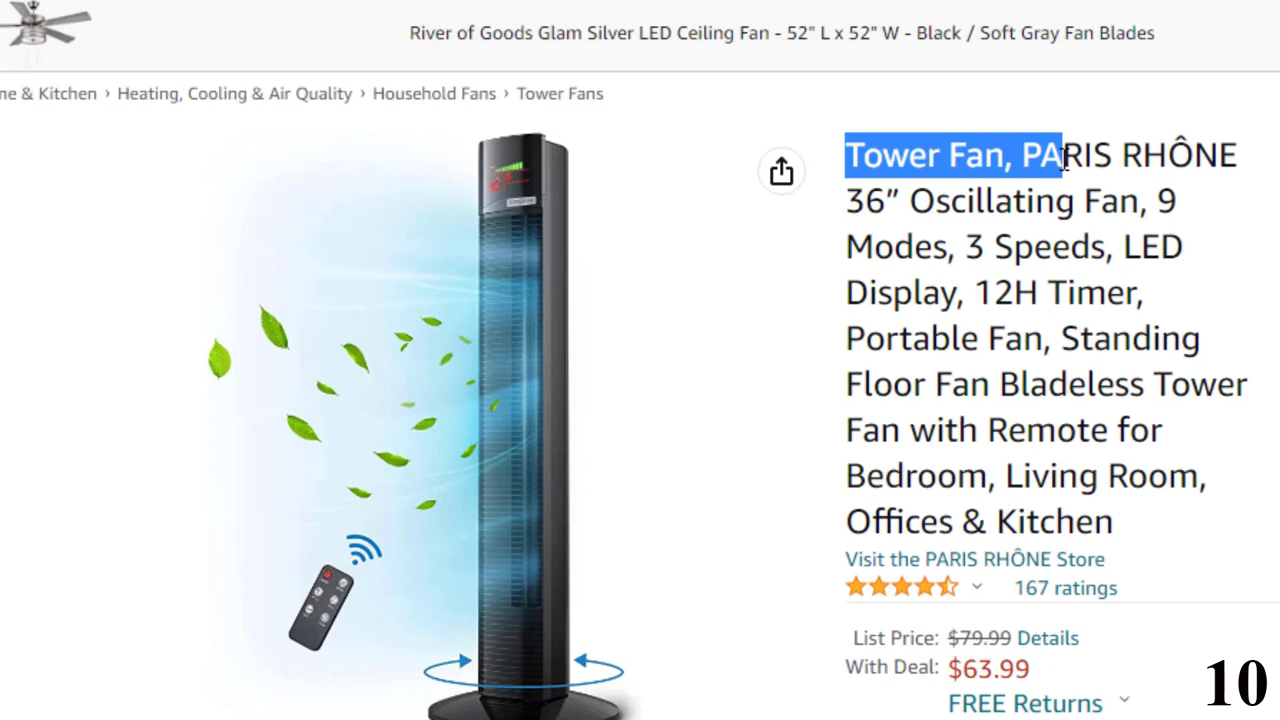 River of Goods Glam Silver LED Ceiling Fan - 52" L x 52" W - Black / Soft Gray Fan Blades
me & Kitchen › Heating, Cooling & Air Quality › Household Fans › Tower Fans
Tower Fan, PARIS RHÔNE
36” Oscillating Fan, 9
Modes, 3 Speeds, LED
Display, 12H Timer,
Portable Fan, Standing
Floor Fan Bladeless Tower
Fan with Remote for
Bedroom, Living Room,
Offices & Kitchen
Visit the PARIS RHÔNE Store
167 ratings
List Price: $79.99 Details
With Deal: $63.99
FREE Returns
10